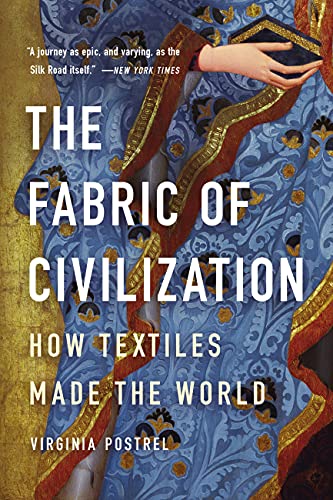 "A journey as epic, and varying, as the
Silk Road itself." —NEW YORK TIMES
THE
FABRIC OF
CIVILIZATION
HOW TEXTILES
MADE THE WORLD
VIRGINIA POSTREL